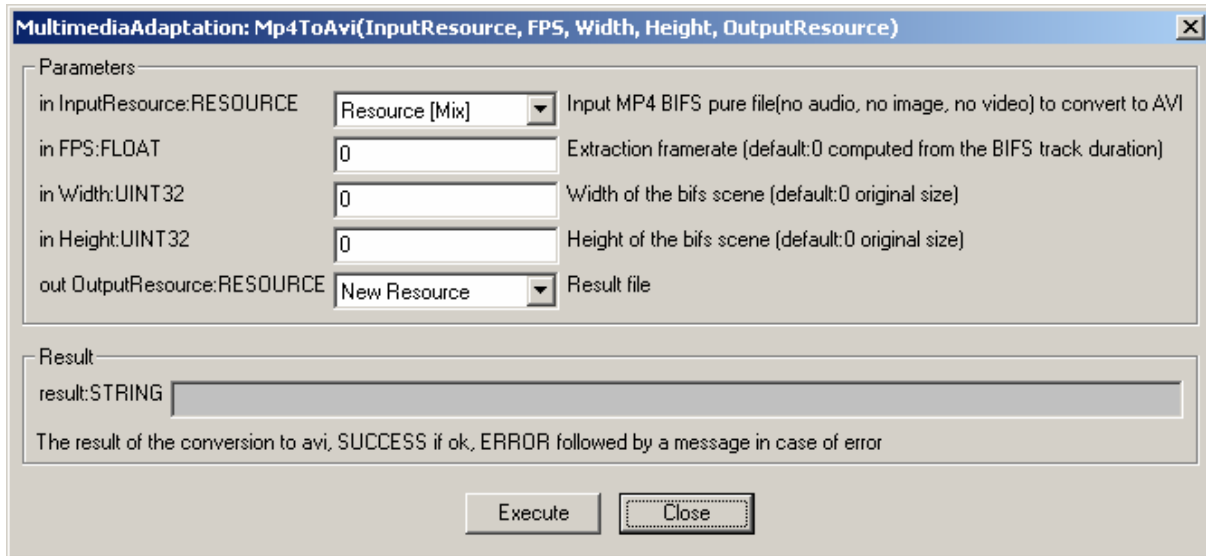 MultimediaAdaptation: Mp4ToAvi(InputResource, FPS, Width, Height, OutputResource)
Parameters
in InputResource:RESOURCE Resource [Mix] Input MP4 BIFS pure file(no audio, no image, no video) to convert to AVI
in FPS:FLOAT 0 Extraction framerate (default:0 computed from the BIFS track duration)
in Width:UINT32 0 Width of the bifs scene (default:0 original size)
in Height:UINT32 0 Height of the bifs scene (default:0 original size)
out OutputResource:RESOURCE New Resource Result file
Result
result:STRING
The result of the conversion to avi, SUCCESS if ok, ERROR followed by a message in case of error
Execute Close